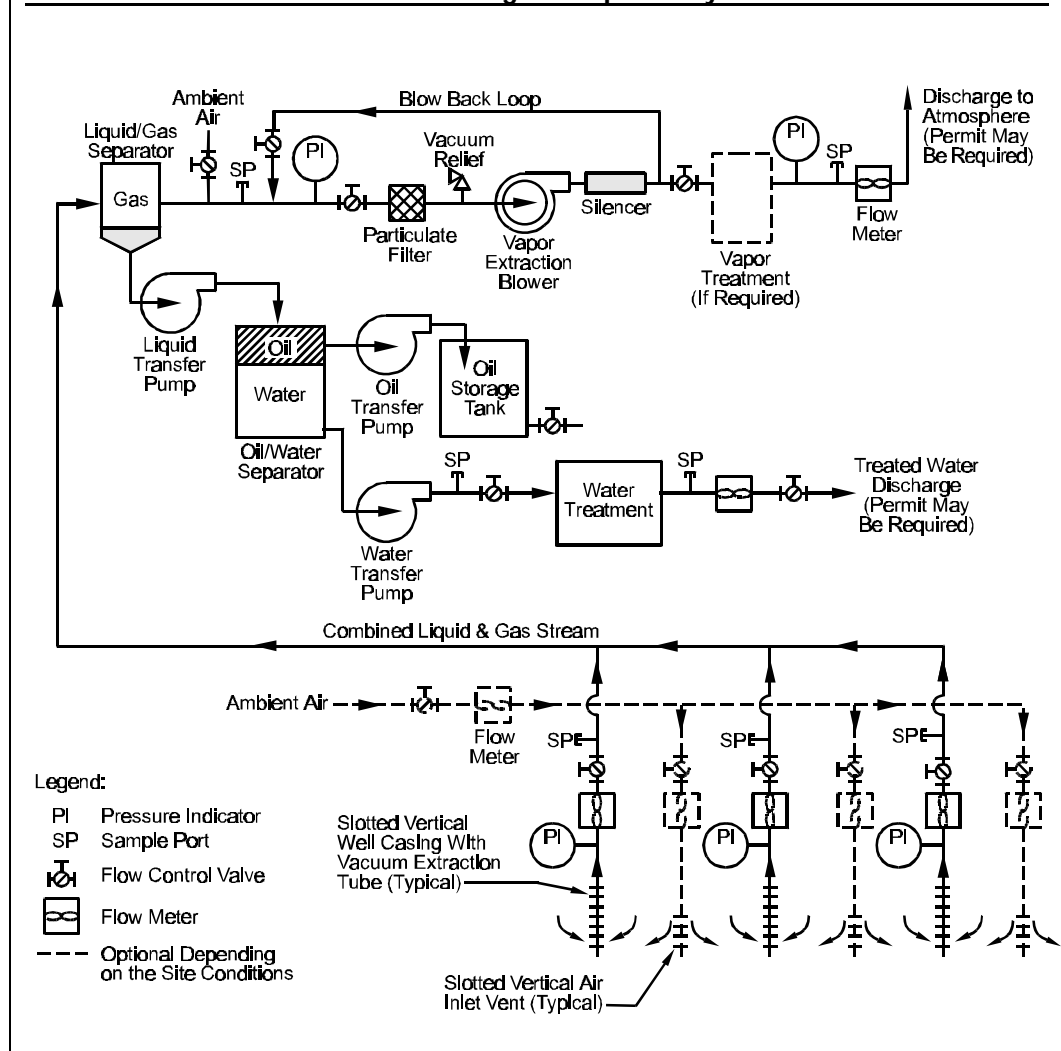 Blow Back Loop
Ambient
Air
Liquid/Gas
Separator
Gas
SP
PI
Vacuum
Relief
Particulate
Filter
Vapor
Extraction
Blower
Silencer
Vapor
Treatment
(If Required)
PI
SP
Flow
Meter
Discharge to
Atmosphere
(Permit May
Be Required)
Liquid
Transfer
Pump
Oil
Water
Oil/Water
Separator
Oil
Transfer
Pump
Oil
Storage
Tank
SP
Water
Transfer
Pump
Water
Treatment
SP
Treated Water
Discharge
(Permit May
Be Required)
Combined Liquid & Gas Stream
Ambient Air
Flow
Meter
SP
SP
SP
PI
PI
PI
Slotted Vertical
Well Casing With
Vacuum Extraction
Tube (Typical)
Slotted Vertical Air
Inlet Vent (Typical)
Legend:
PI Pressure Indicator
SP Sample Port
Flow Control Valve
Flow Meter
Optional Depending
on the Site Conditions